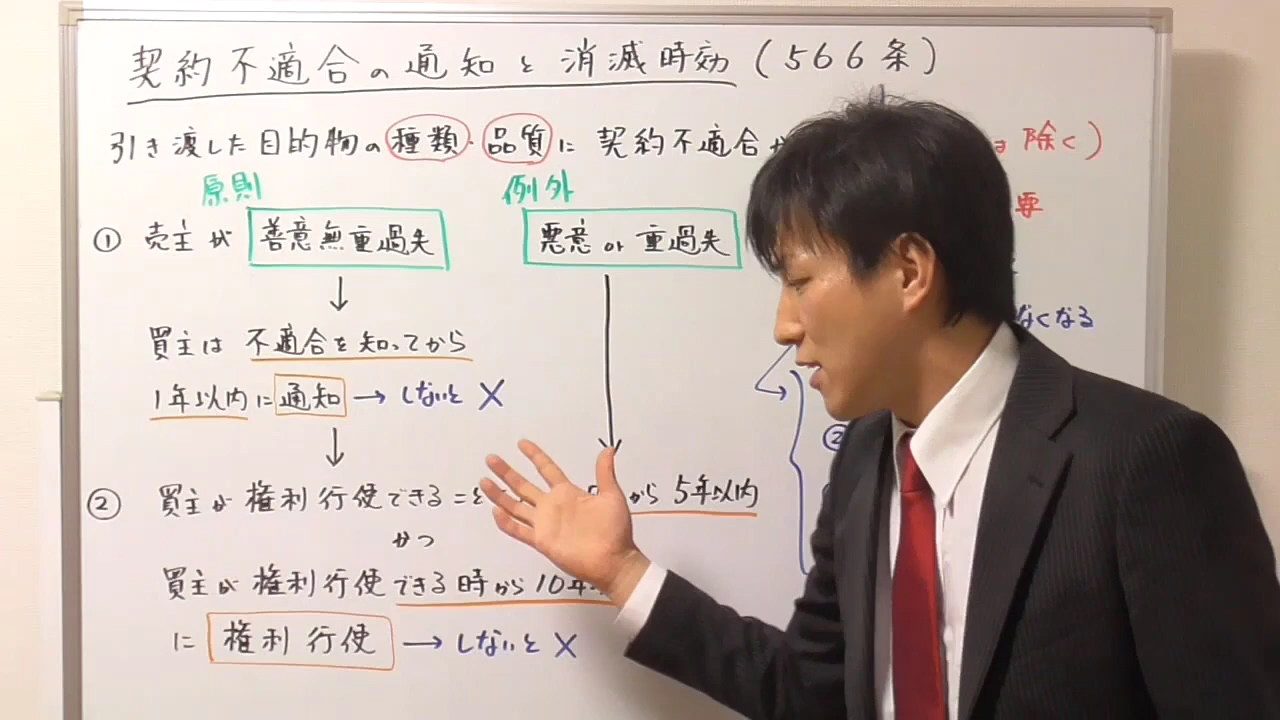 契約不適合の通知と消滅時効(566条)
引き渡した目的物の種類・品質に契約不適合が 除く)
原則 例外 要
① 売主が 善意無重過失 悪意 or 重過失
なくなる
買主は 不適合を知ってから
1年以内に 通知 → しないと ×
②
② 買主が権利行使できることを から 5年以内
かつ
買主が権利行使できる時から10年
に 権利行使 → しないと ×